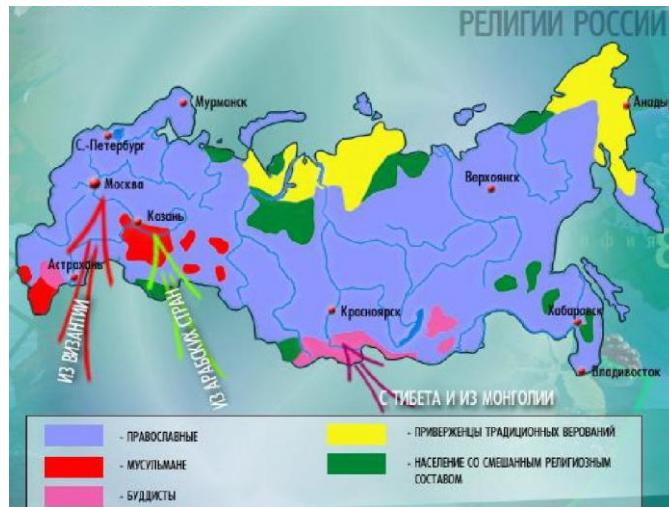 РЕЛИГИИ РОССИИ
Мурманск
Анады
С.-Петербург
Москва
Верхоянск
Казань
Астрахань
Красноярск
Хабаровск
Владивосток
ИЗ ВИЗАНТИИ
ИЗ АРАБСКИХ СТРАН
С ТИБЕТА И ИЗ МОНГОЛИИ
- ПРАВОСЛАВНЫЕ
- МУСУЛЬМАНЕ
- БУДДИСТЫ
- ПРИВЕРЖЕНЦЫ ТРАДИЦИОННЫХ ВЕРОВАНИЙ
- НАСЕЛЕНИЕ СО СМЕШАННЫМ РЕЛИГИОЗНЫМ
СОСТАВОМ